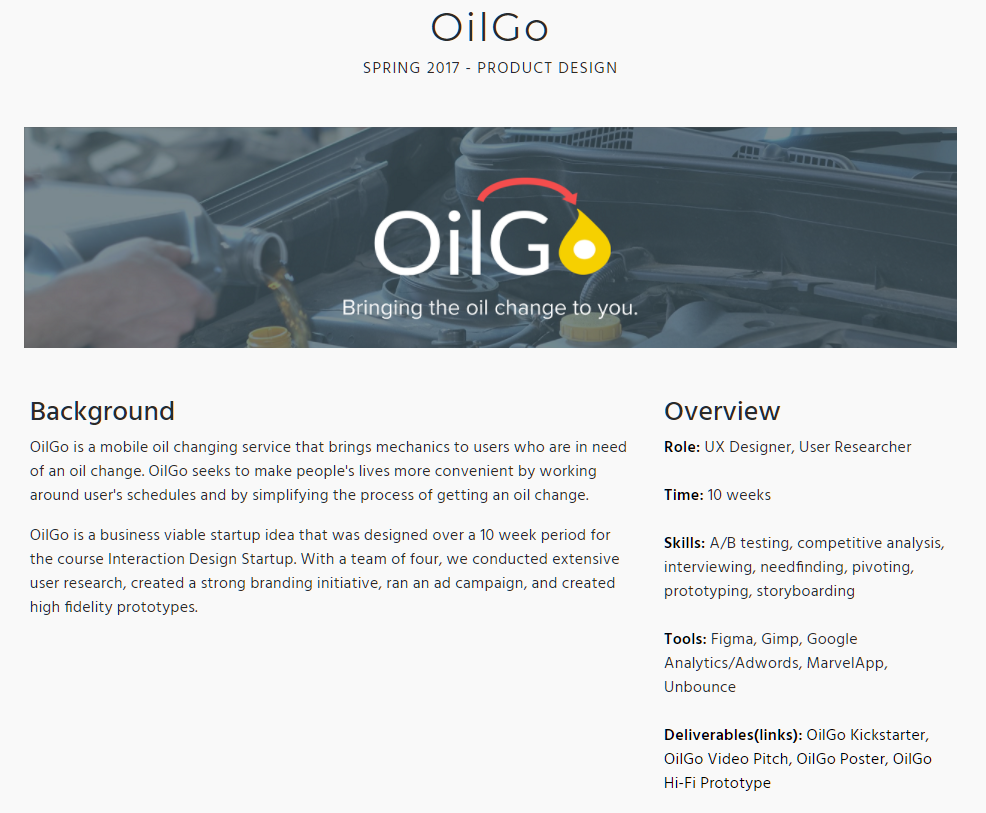 OilGo
SPRING 2017 - PRODUCT DESIGN
OilGo
Bringing the oil change to you.
Background
OilGo is a mobile oil changing service that brings mechanics to users who are in need
of an oil change. OilGo seeks to make people's lives more convenient by working
around user's schedules and by simplifying the process of getting an oil change.
OilGo is a business viable startup idea that was designed over a 10 week period for
the course Interaction Design Startup. With a team of four, we conducted extensive
user research, created a strong branding initiative, ran an ad campaign, and created
high fidelity prototypes.
Overview
Role: UX Designer, User Researcher
Time: 10 weeks
Skills: A/B testing, competitive analysis,
interviewing, needfinding, pivoting,
prototyping, storyboarding
Tools: Figma, Gimp, Google
Analytics/Adwords, MarvelApp,
Unbounce
Deliverables(links): OilGo Kickstarter,
OilGo Video Pitch, OilGo Poster, OilGo
Hi-Fi Prototype